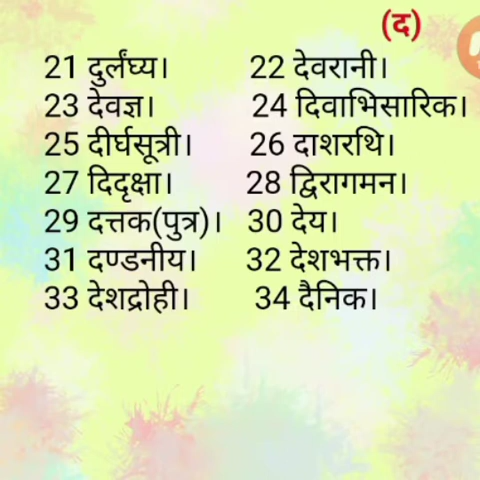 (द)
21 दुर्लंघ्य। 22 देवरानी।
23 देवज्ञ। 24 दिवाभिसारिक।
25 दीर्घसूत्री। 26 दाशरथि।
27 दिदृक्षा। 28 द्विरागमन।
29 दत्तक(पुत्र)। 30 देय।
31 दण्डनीय। 32 देशभक्त।
33 देशद्रोही। 34 दैनिक।